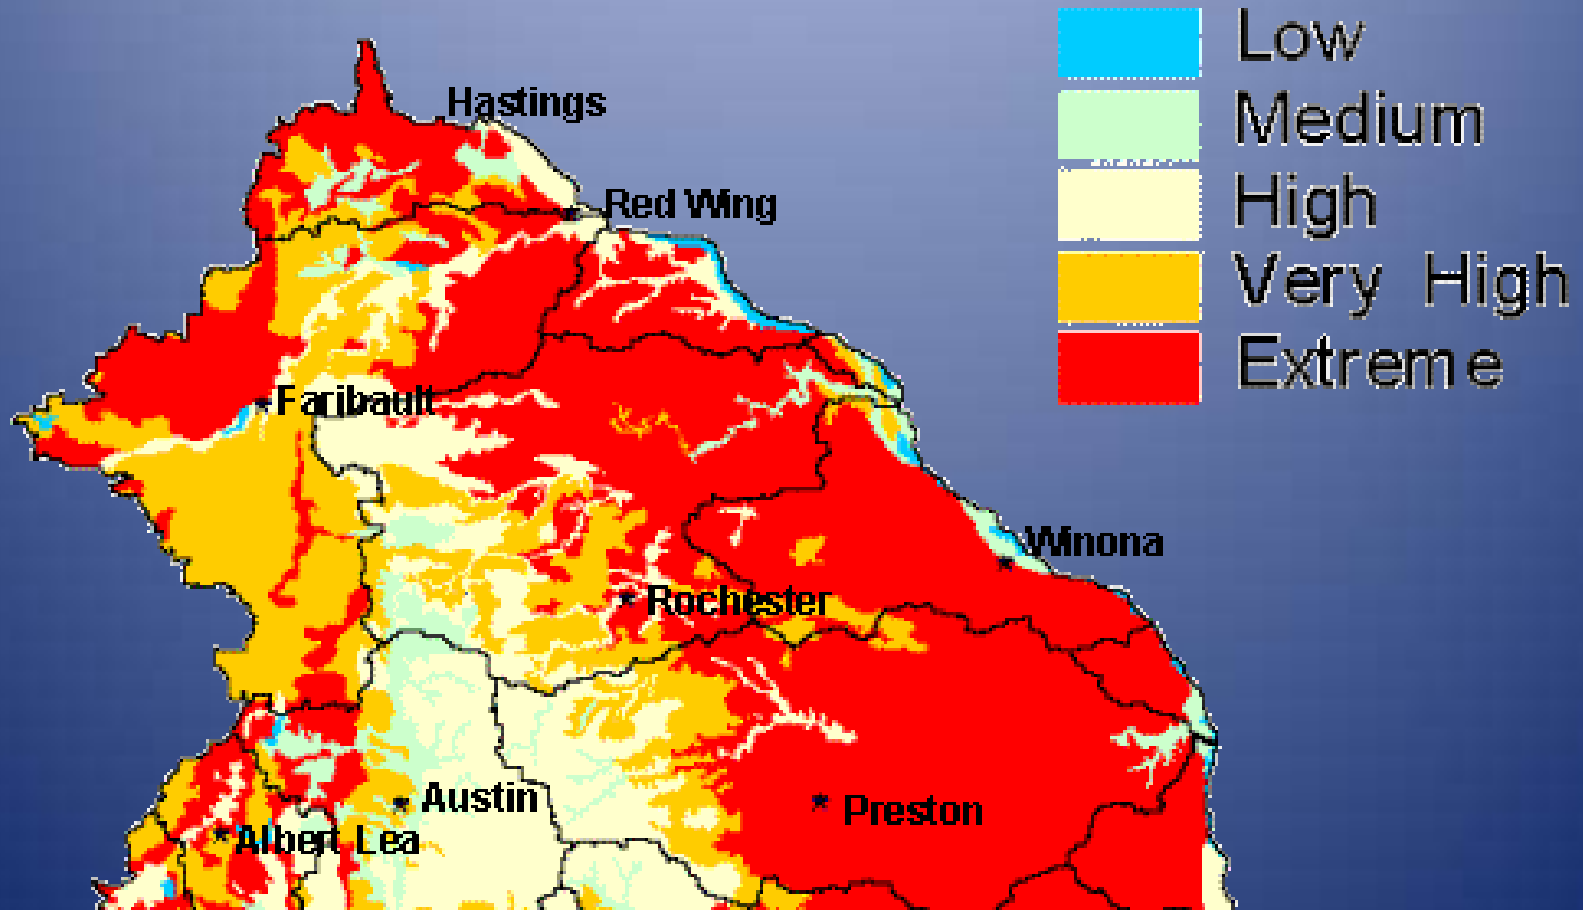 Low
Medium
High
Very High
Extreme
Hastings
Red Wing
Faribault
Winona
Rochester
Austin
Preston
Albert Lea